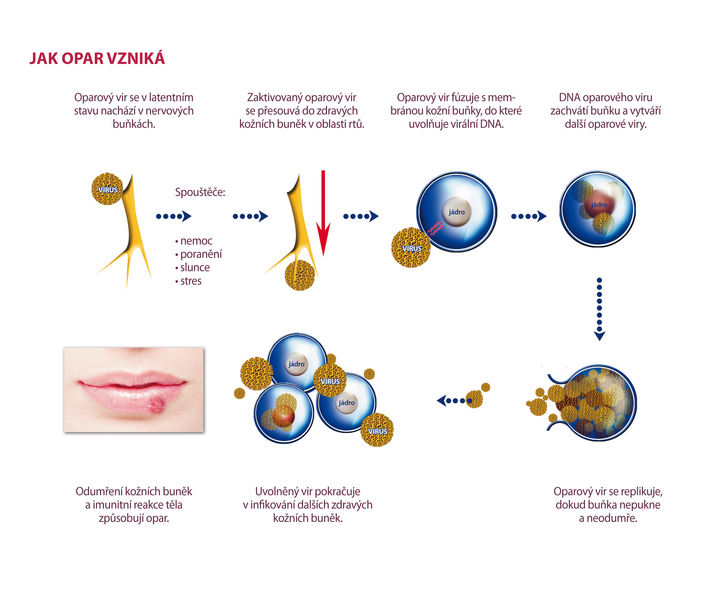 JAK OPAR VZNIKÁ
Oparový vir se v latentním
stavu nachází v nervových
buňkách.
Zaktivovaný oparový vir
se přesouvá do zdravých
kožních buněk v oblasti rtů.
Oparový vir fúzuje s mem-
bránou kožní buňky, do které
uvolňuje virální DNA.
DNA oparového viru
zachvátí buňku a vytváří
další oparové viry.
VIRUS
Spouštěče:
• nemoc
• poranění
• slunce
• stres
jádro
VIRUS
jádro
jádro
VIRUS
jádro
VIRUS
Odumření kožních buněk
a imunitní reakce těla
způsobují opar.
Uvolněný vir pokračuje
v infikování dalších zdravých
kožních buněk.
Oparový vir se replikuje,
dokud buňka nepukne
a neodumře.